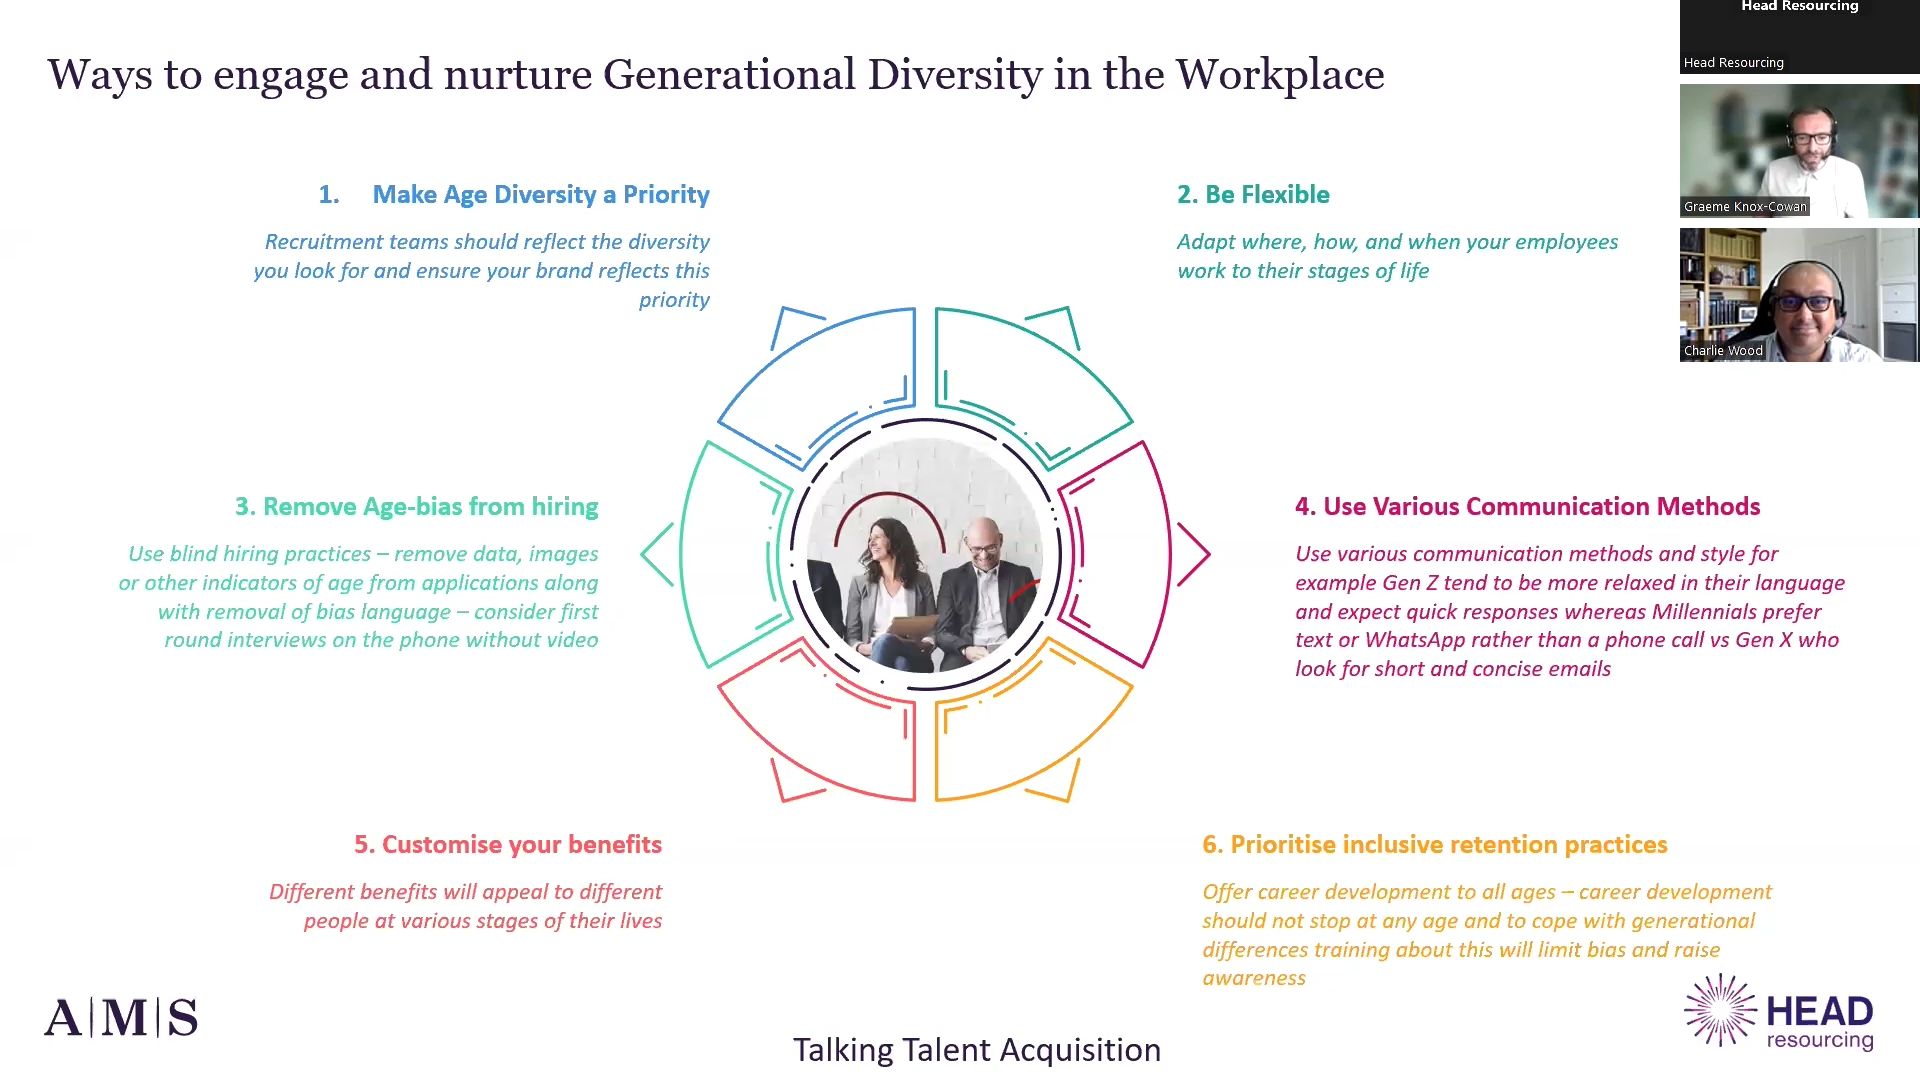 Ways to engage and nurture Generational Diversity in the Workplace
Head Resourcing
Head Resourcing
Graeme Knox-Cowan
Charlie Wood
1. Make Age Diversity a Priority
Recruitment teams should reflect the diversity
you look for and ensure your brand reflects this
priority
2. Be Flexible
Adapt where, how, and when your employees
work to their stages of life
3. Remove Age-bias from hiring
Use blind hiring practices – remove data, images
or other indicators of age from applications along
with removal of bias language – consider first
round interviews on the phone without video
4. Use Various Communication Methods
Use various communication methods and style for
example Gen Z tend to be more relaxed in their language
and expect quick responses whereas Millennials prefer
text or WhatsApp rather than a phone call vs Gen X who
look for short and concise emails
5. Customise your benefits
Different benefits will appeal to different
people at various stages of their lives
6. Prioritise inclusive retention practices
Offer career development to all ages – career development
should not stop at any age and to cope with generational
differences training about this will limit bias and raise
awareness
A|M|S
Talking Talent Acquisition
HEAD
resourcing